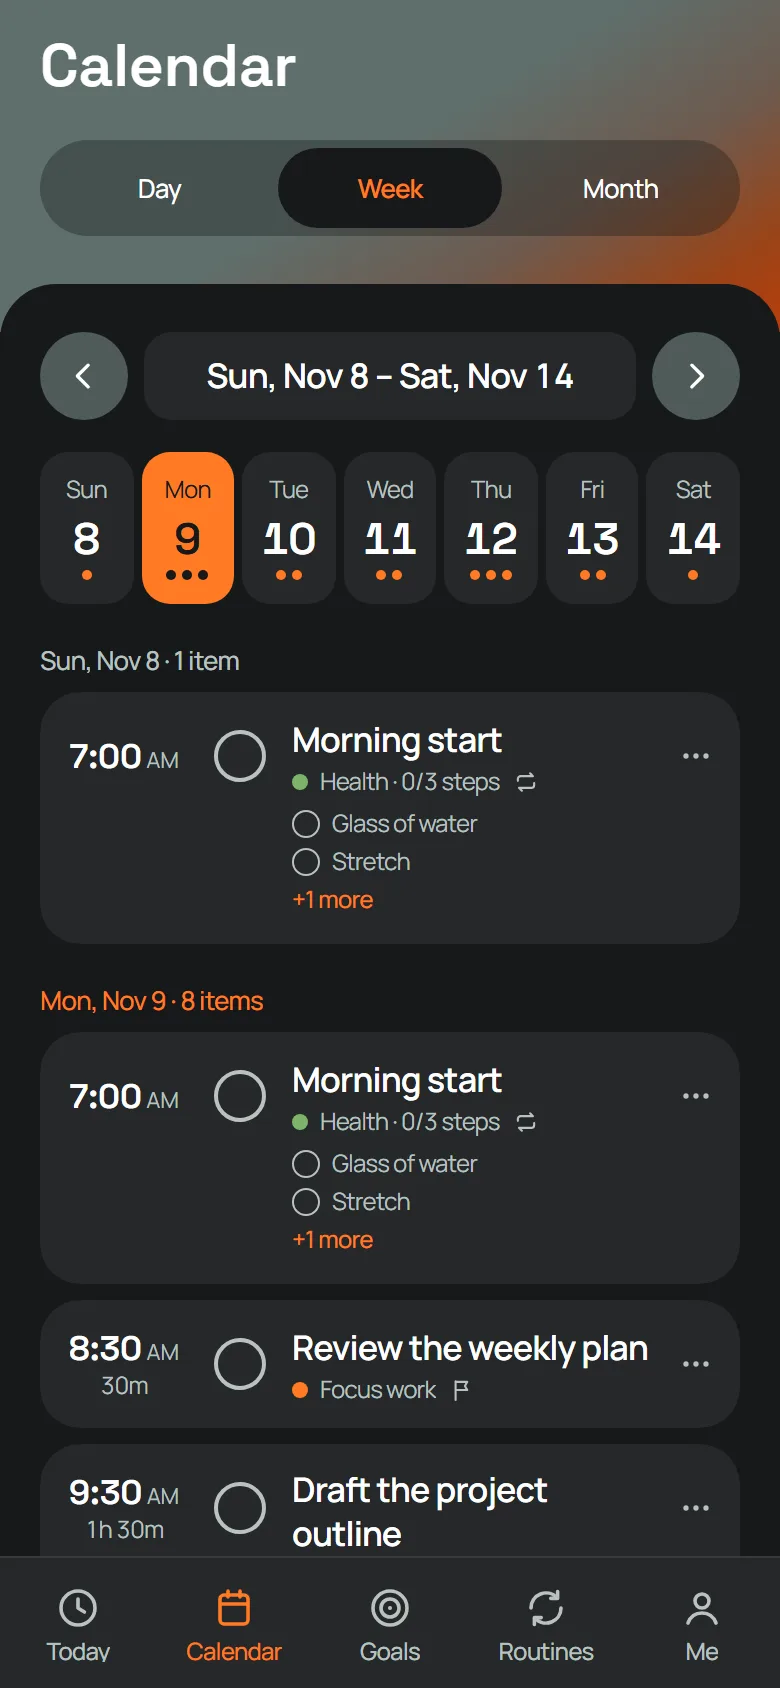 Calendar
Day Week Month
Sun, Nov 8 – Sat, Nov 14
Sun Mon Tue Wed Thu Fri Sat
8 9 10 11 12 13 14
Sun, Nov 8 · 1 item
7:00 AM
Morning start
Health · 0/3 steps
Glass of water
Stretch
+1 more
Mon, Nov 9 · 8 items
7:00 AM
Morning start
Health · 0/3 steps
Glass of water
Stretch
+1 more
8:30 AM
30m
Review the weekly plan
Focus work
9:30 AM
1h 30m
Draft the project
outline
Today Calendar Goals Routines Me